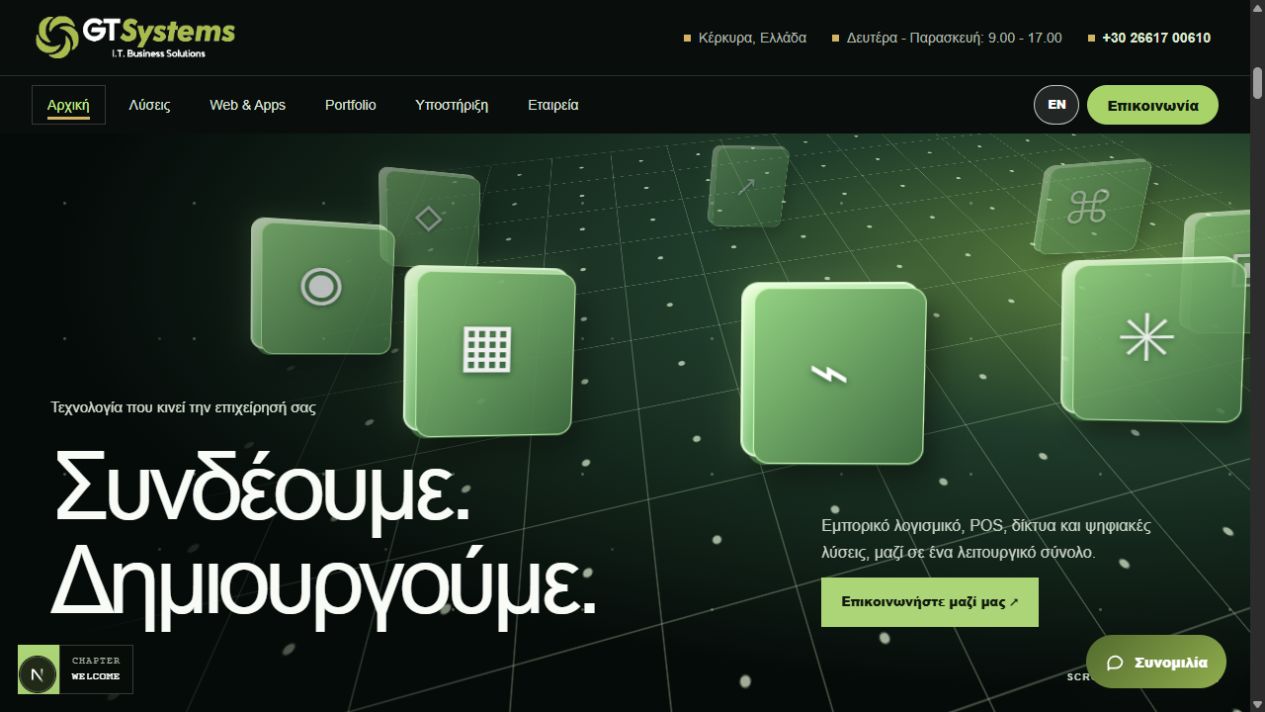 GTSystems
I.T. Business Solutions
Κέρκυρα, Ελλάδα
Δευτέρα - Παρασκευή: 9.00 - 17.00
+30 26617 00610
Αρχική
Λύσεις
Web & Apps
Portfolio
Υποστήριξη
Εταιρεία
EN
Επικοινωνία
Τεχνολογία που κινεί την επιχείρησή σας
Συνδέουμε.
Δημιουργούμε.
Εμπορικό λογισμικό, POS, δίκτυα και ψηφιακές
λύσεις, μαζί σε ένα λειτουργικό σύνολο.
Επικοινωνήστε μαζί μας ↗
N
CHAPTER
WELCOME
Συνομιλία